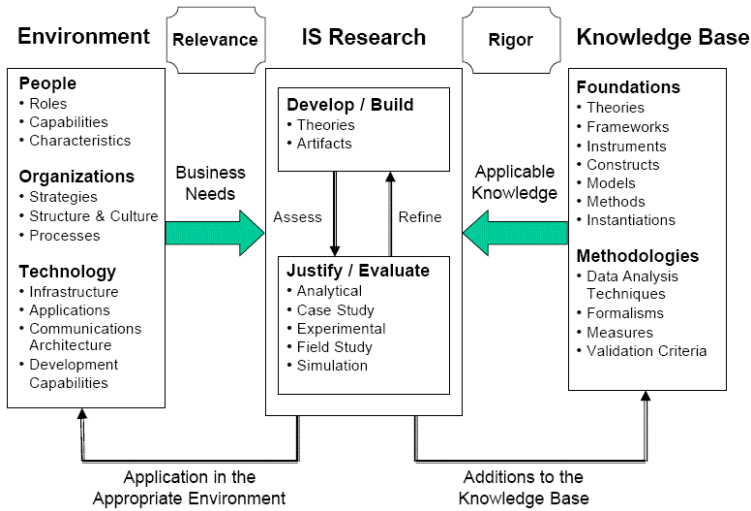 Environment
Relevance
IS Research
Rigor
Knowledge Base
People
• Roles
• Capabilities
• Characteristics
Organizations
• Strategies
• Structure & Culture
• Processes
Technology
• Infrastructure
• Applications
• Communications
Architecture
• Development
Capabilities
Business
Needs
Develop / Build
• Theories
• Artifacts
Assess
Refine
Justify / Evaluate
• Analytical
• Case Study
• Experimental
• Field Study
• Simulation
Applicable
Knowledge
Foundations
• Theories
• Frameworks
• Instruments
• Constructs
• Models
• Methods
• Instantiations
Methodologies
• Data Analysis
Techniques
• Formalisms
• Measures
• Validation Criteria
Application in the
Appropriate Environment
Additions to the
Knowledge Base